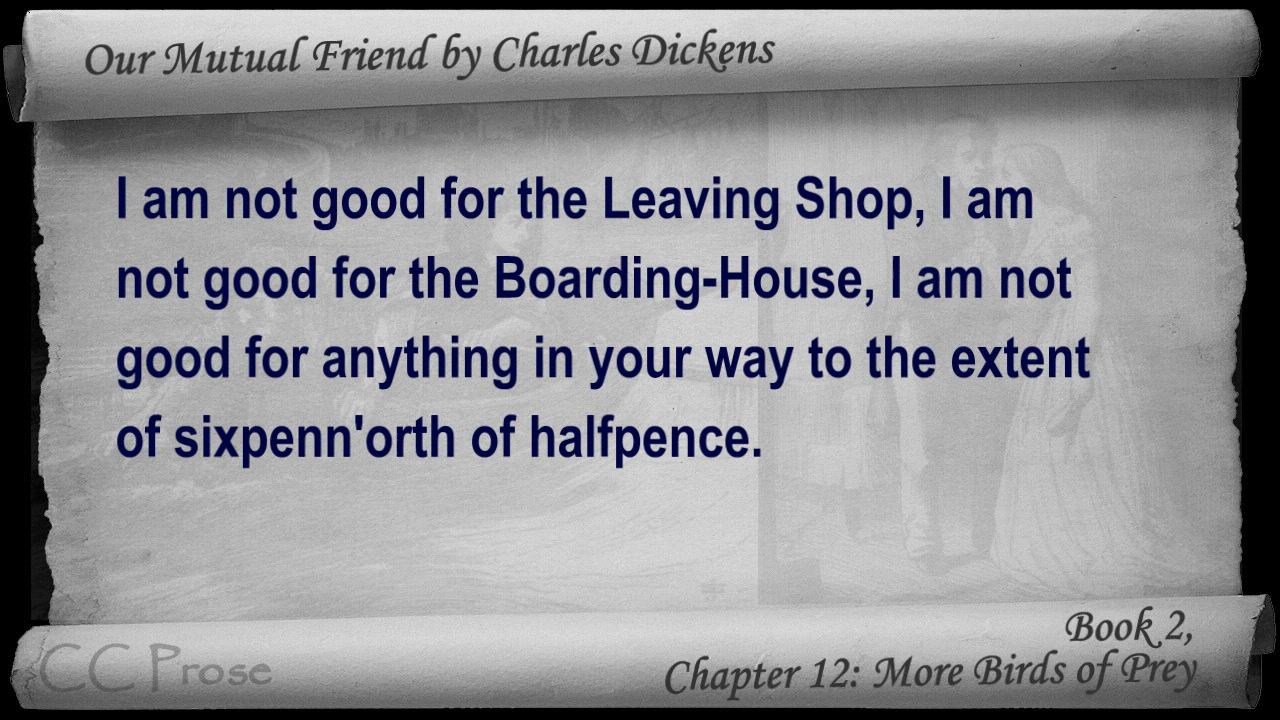 Our Mutual Friend by Charles Dickens
I am not good for the Leaving Shop, I am
not good for the Boarding-House, I am not
good for anything in your way to the extent
of sixpenn'orth of halfpence.
Book 2,
CC Prose
Chapter 12: More Birds of Prey